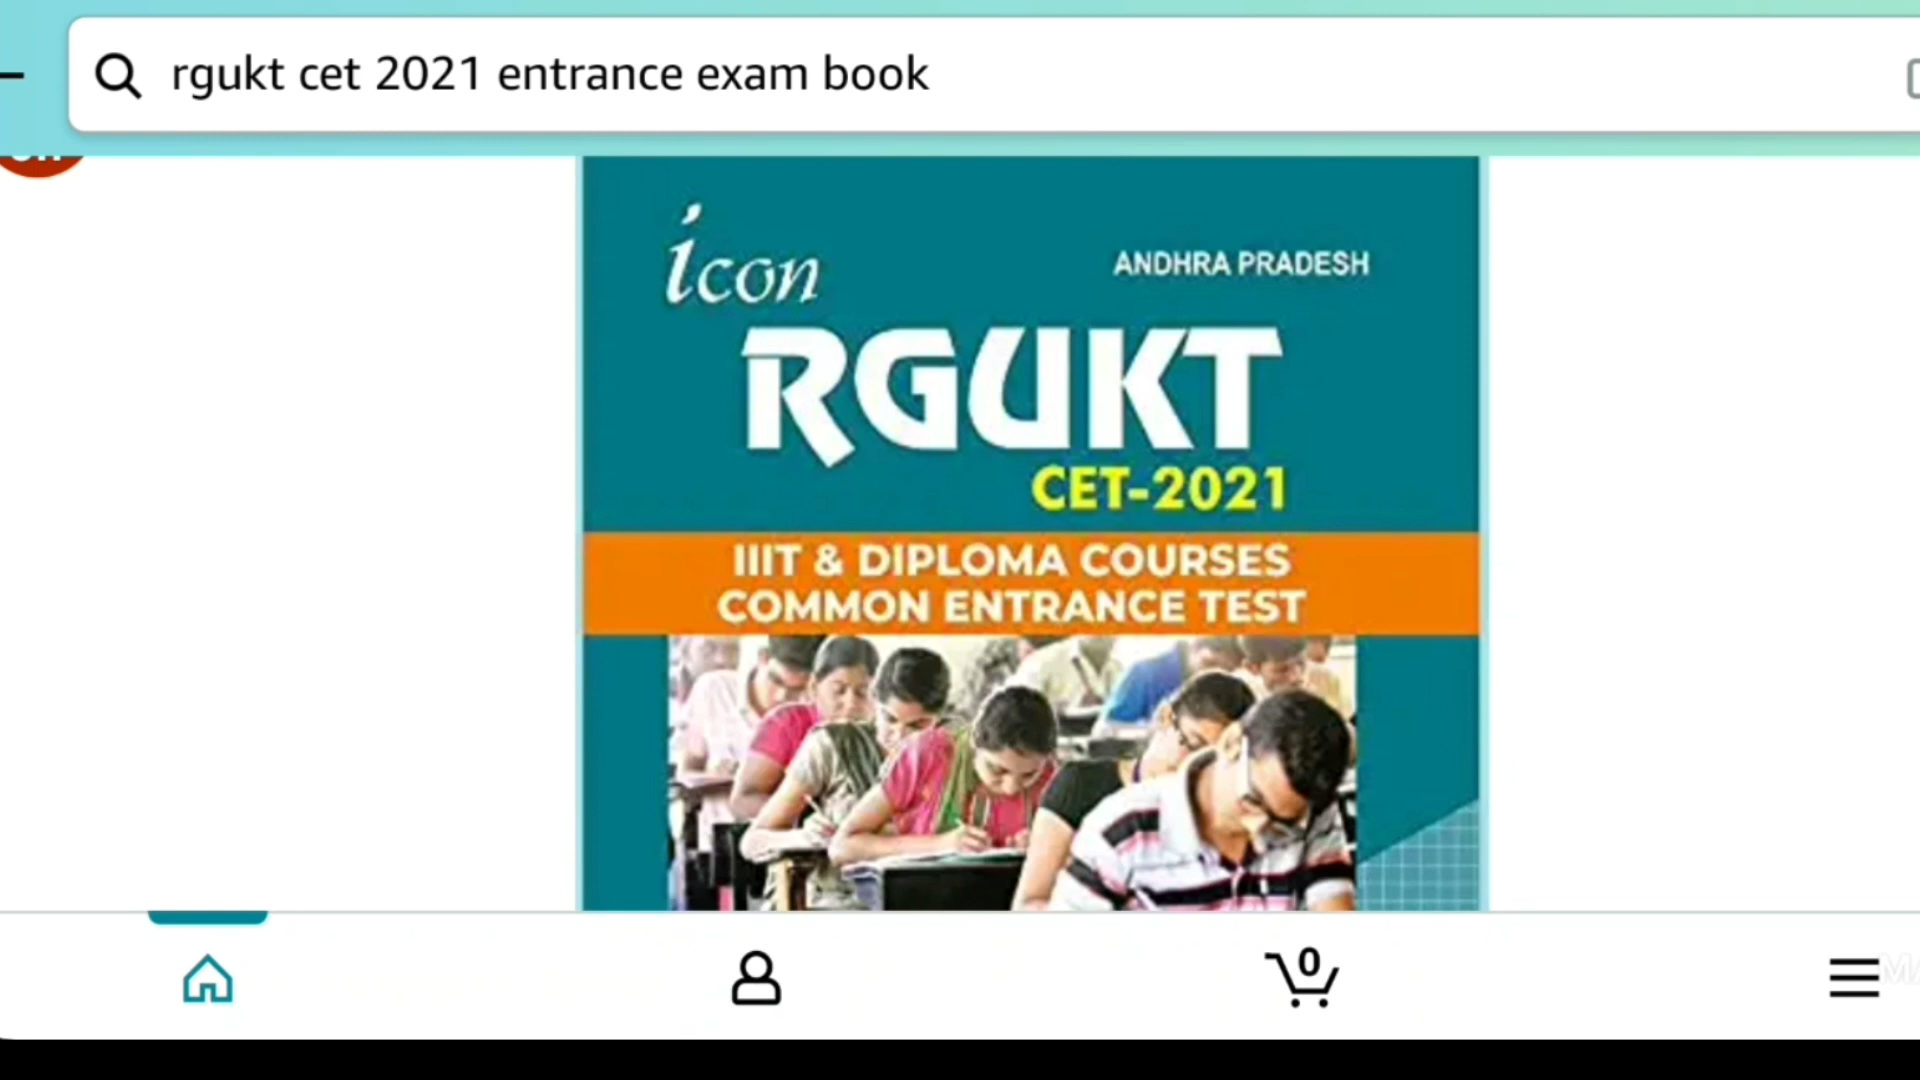 rgukt cet 2021 entrance exam book
icon
ANDHRA PRADESH
RGUKT
CET-2021
IIIT & DIPLOMA COURSES
COMMON ENTRANCE TEST
0